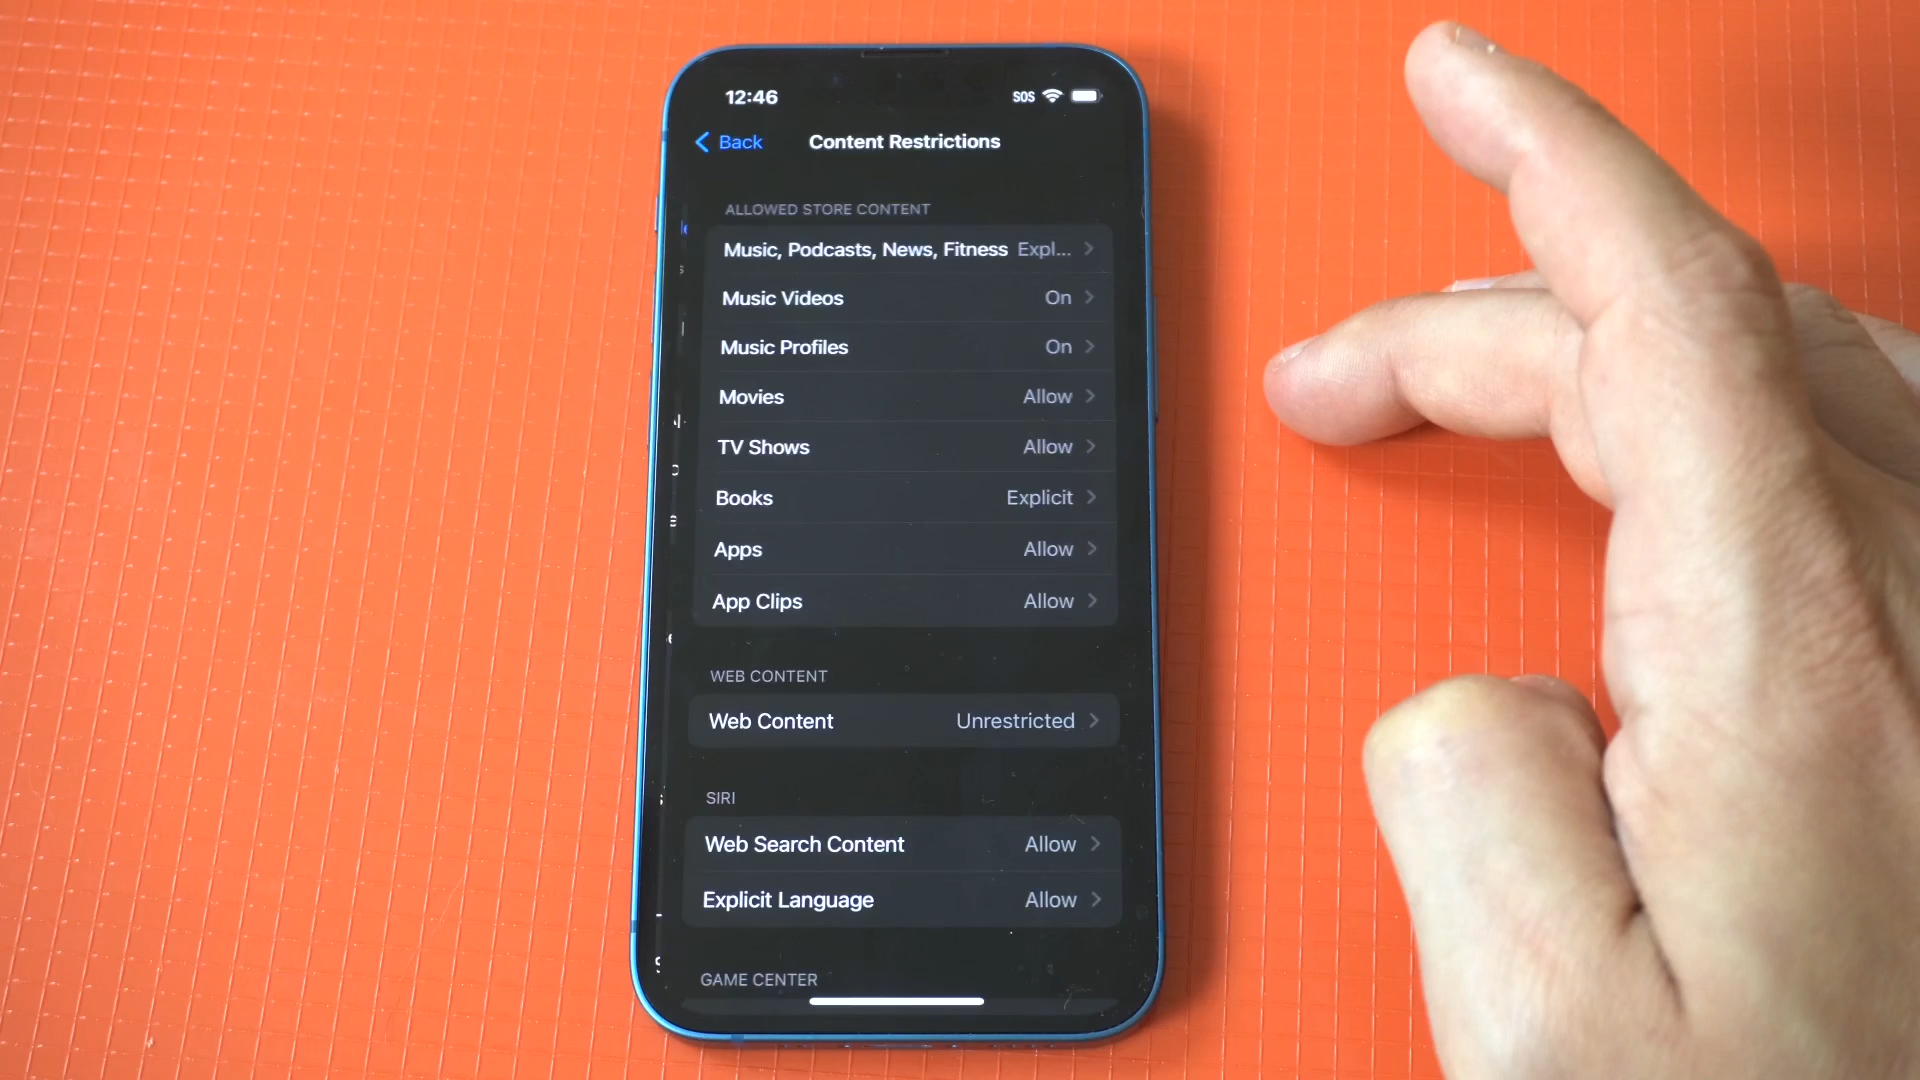 12:46 SOS
Back Content Restrictions
ALLOWED STORE CONTENT
Music, Podcasts, News, Fitness Expl...
Music Videos On
Music Profiles On
Movies Allow
TV Shows Allow
Books Explicit
Apps Allow
App Clips Allow
WEB CONTENT
Web Content Unrestricted
SIRI
Web Search Content Allow
Explicit Language Allow
GAME CENTER